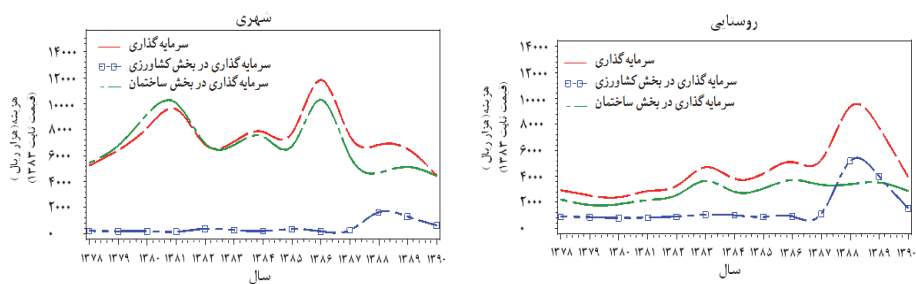 شهری
۱۴۰۰۰
۱۲۰۰۰
۱۰۰۰۰
۸۰۰۰
۶۰۰۰
۴۰۰۰
۲۰۰۰
۰
هزینه(هزار ریال)
(قیمت ثابت ۱۳۸۳
سرمایه گذاری
سرمایه گذاری در بخش کشاورزی
سرمایه گذاری در بخش ساختمان
۱۳۷۸ ۱۳۷۹ ۱۳۸۰ ۱۳۸۱ ۱۳۸۲ ۱۳۸۳ ۱۳۸۴ ۱۳۸۵ ۱۳۸۶ ۱۳۸۷ ۱۳۸۸ ۱۳۸۹ ۱۳۹۰
سال
روستایی
۱۴۰۰۰
۱۲۰۰۰
۱۰۰۰۰
۸۰۰۰
۶۰۰۰
۴۰۰۰
۲۰۰۰
۰
هزینه(هزار ریال)
(قیمت ثابت ۱۳۸۳
سرمایه گذاری
سرمایه گذاری در بخش کشاورزی
سرمایه گذاری در بخش ساختمان
۱۳۷۸ ۱۳۷۹ ۱۳۸۰ ۱۳۸۱ ۱۳۸۲ ۱۳۸۳ ۱۳۸۴ ۱۳۸۵ ۱۳۸۶ ۱۳۸۷ ۱۳۸۸ ۱۳۸۹ ۱۳۹۰
سال